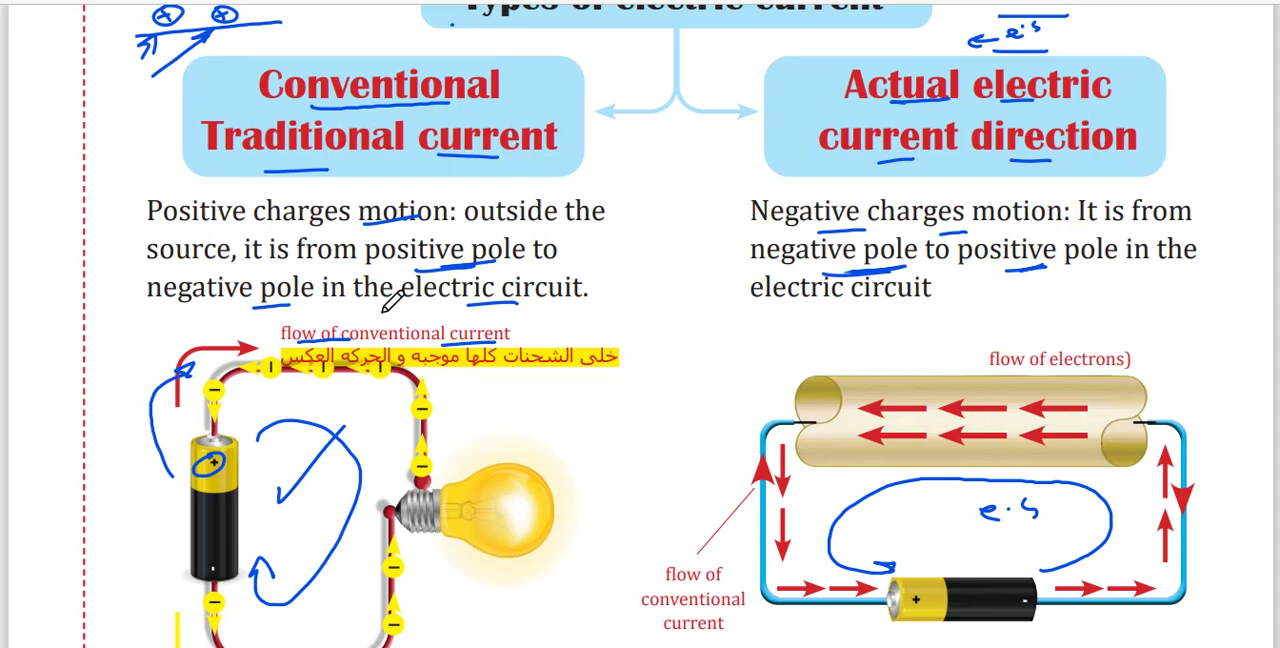 Types of electric current
e.s
Conventional
Traditional current
Actual electric
current direction
Positive charges motion: outside the
source, it is from positive pole to
negative pole in the electric circuit.
Negative charges motion: It is from
negative pole to positive pole in the
electric circuit
flow of conventional current
خلى الشحنات كلها موجبه و الحركه العكس
flow of electrons)
e.s
flow of
conventional
current